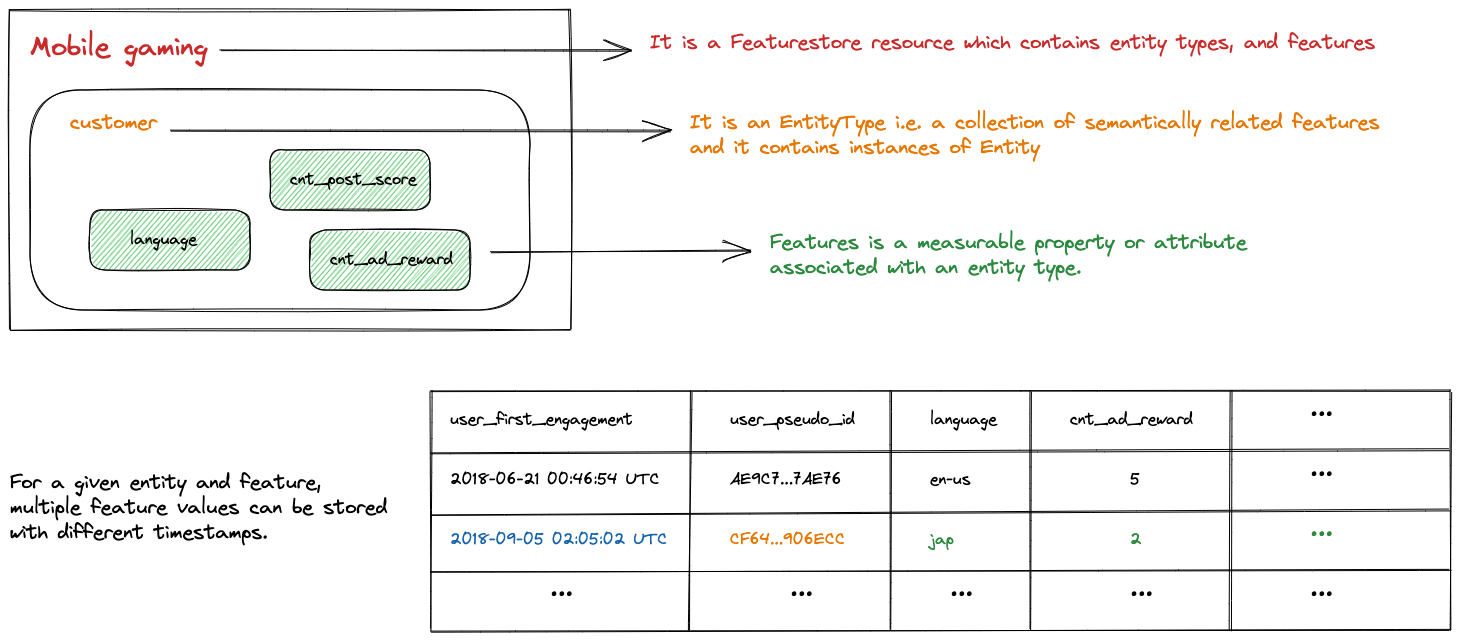 Mobile gaming
It is a Featurestore resource which contains entity types, and features
customer
It is an EntityType i.e. a collection of semantically related features
and it contains instances of Entity
cnt_post_score
language
cnt_ad_reward
Features is a measurable property or attribute
associated with an entity type.
For a given entity and feature,
multiple feature values can be stored
with different timestamps.
user_first_engagement user_pseudo_id language cnt_ad_reward ...
2018-06-21 00:46:54 UTC AE9C7...7AE76 en-us 5 ...
2018-09-05 02:05:02 UTC CF64...906ECC jap 2 ...
... ... ... ... ...